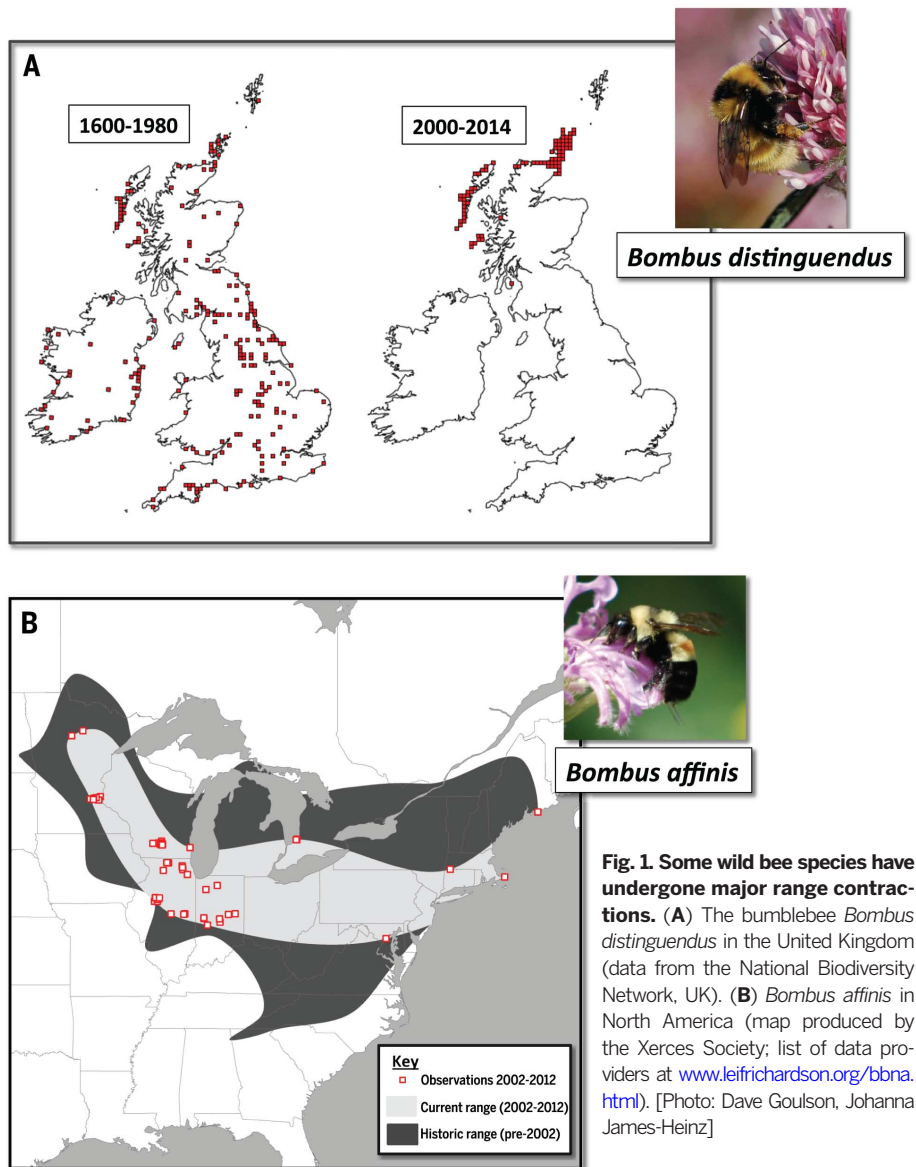 A
1600-1980
2000-2014
Bombus distinguendus
B
Bombus affinis
Key
Observations 2002-2012
Current range (2002-2012)
Historic range (pre-2002)
Fig. 1. Some wild bee species have
undergone major range contrac-
tions. (A) The bumblebee Bombus
distinguendus in the United Kingdom
(data from the National Biodiversity
Network, UK). (B) Bombus affinis in
North America (map produced by
the Xerces Society; list of data pro-
viders at www.leifrichardson.org/bbna.
html). [Photo: Dave Goulson, Johanna
James-Heinz]